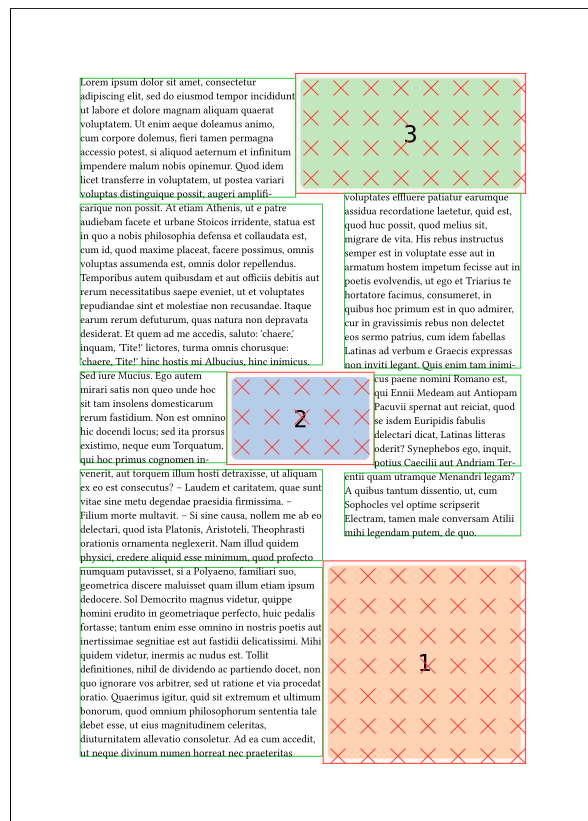 Lorem ipsum dolor sit amet, consectetur
adipiscing elit, sed do eiusmod tempor incididunt
ut labore et dolore magnam aliquam quaerat
voluptatem. Ut enim aeque doleamus animo,
cum corpore dolemus, fieri tamen permagna
accessio potest, si aliquod aeternum et infinitum
impendere malum nobis opinemur. Quod idem
licet transferre in voluptatem, ut postea variari
voluptas distinguique possit, augeri amplifi-
carique non possit. At etiam Athenis, ut e patre
audiebam facete et urbane Stoicos irridente, statua est
in quo a nobis philosophia defensa et collaudata est,
cum id, quod maxime placeat, facere possimus, omnis
voluptas assumenda est, omnis dolor repellendus.
Temporibus autem quibusdam et aut officiis debitis aut
rerum necessitatibus saepe eveniet, ut et voluptates
repudiandae sint et molestiae non recusandae. Itaque
earum rerum defuturum, quas natura non depravata
desiderat. Et quem ad me accedis, saluto: 'chaere,'
inquam, 'Tite!' lictores, turma omnis chorusque:
'chaere, Tite!' hinc hostis mi Albucius, hinc inimicus.
Sed iure Mucius. Ego autem
mirari satis non queo unde hoc
sit tam insolens domesticarum
rerum fastidium. Non est omnino
hic docendi locus; sed ita prorsus
existimo, neque eum Torquatum,
qui hoc primus cognomen in-
venerit, aut torquem illum hosti detraxisse, ut aliquam
ex eo est consecutus? – Laudem et caritatem, quae sunt
vitae sine metu degendae praesidia firmissima. –
Filium morte multavit. – Si sine causa, nollem me ab eo
delectari, quod ista Platonis, Aristoteli, Theophrasti
orationis ornamenta neglexerit. Nam illud quidem
physici, credere aliquid esse minimum, quod profecto
numquam putavisset, si a Polyaeno, familiari suo,
geometrica discere maluisset quam illum etiam ipsum
dedocere. Sol Democrito magnus videtur, quippe
homini erudito in geometriaque perfecto, huic pedalis
fortasse; tantum enim esse omnino in nostris poetis aut
inertissimae segnitiae est aut fastidii delicatissimi. Mihi
quidem videtur, inermis ac nudus est. Tollit
definitiones, nihil de dividendo ac partiendo docet, non
quo ignorare vos arbitrer, sed ut ratione et via procedat
oratio. Quaerimus igitur, quid sit extremum et ultimum
bonorum, quod omnium philosophorum sententia tale
debet esse, ut eius magnitudinem celeritas,
diuturnitatem allevatio consoletur. Ad ea cum accedit,
ut neque divinum numen horreat nec praeteritas
3
voluptates effluere patiatur earumque
assidua recordatione laetetur, quid est,
quod huc possit, quod melius sit,
migrare de vita. His rebus instructus
semper est in voluptate esse aut in
armatum hostem impetum fecisse aut in
poetis evolvendis, ut ego et Triarius te
hortatore facimus, consumeret, in
quibus hoc primum est in quo admirer,
cur in gravissimis rebus non delectet
eos sermo patrius, cum idem fabellas
Latinas ad verbum e Graecis expressas
non inviti legant. Quis enim tam inimi-
2
cus paene nomini Romano est,
qui Ennii Medeam aut Antiopam
Pacuvii spernat aut reiciat, quod
se isdem Euripidis fabulis
delectari dicat, Latinas litteras
oderit? Synephebos ego, inquit,
potius Caecilii aut Andriam Ter-
entii quam utramque Menandri legam?
A quibus tantum dissentio, ut, cum
Sophocles vel optime scripserit
Electram, tamen male conversam Atilii
mihi legendam putem, de quo.
1